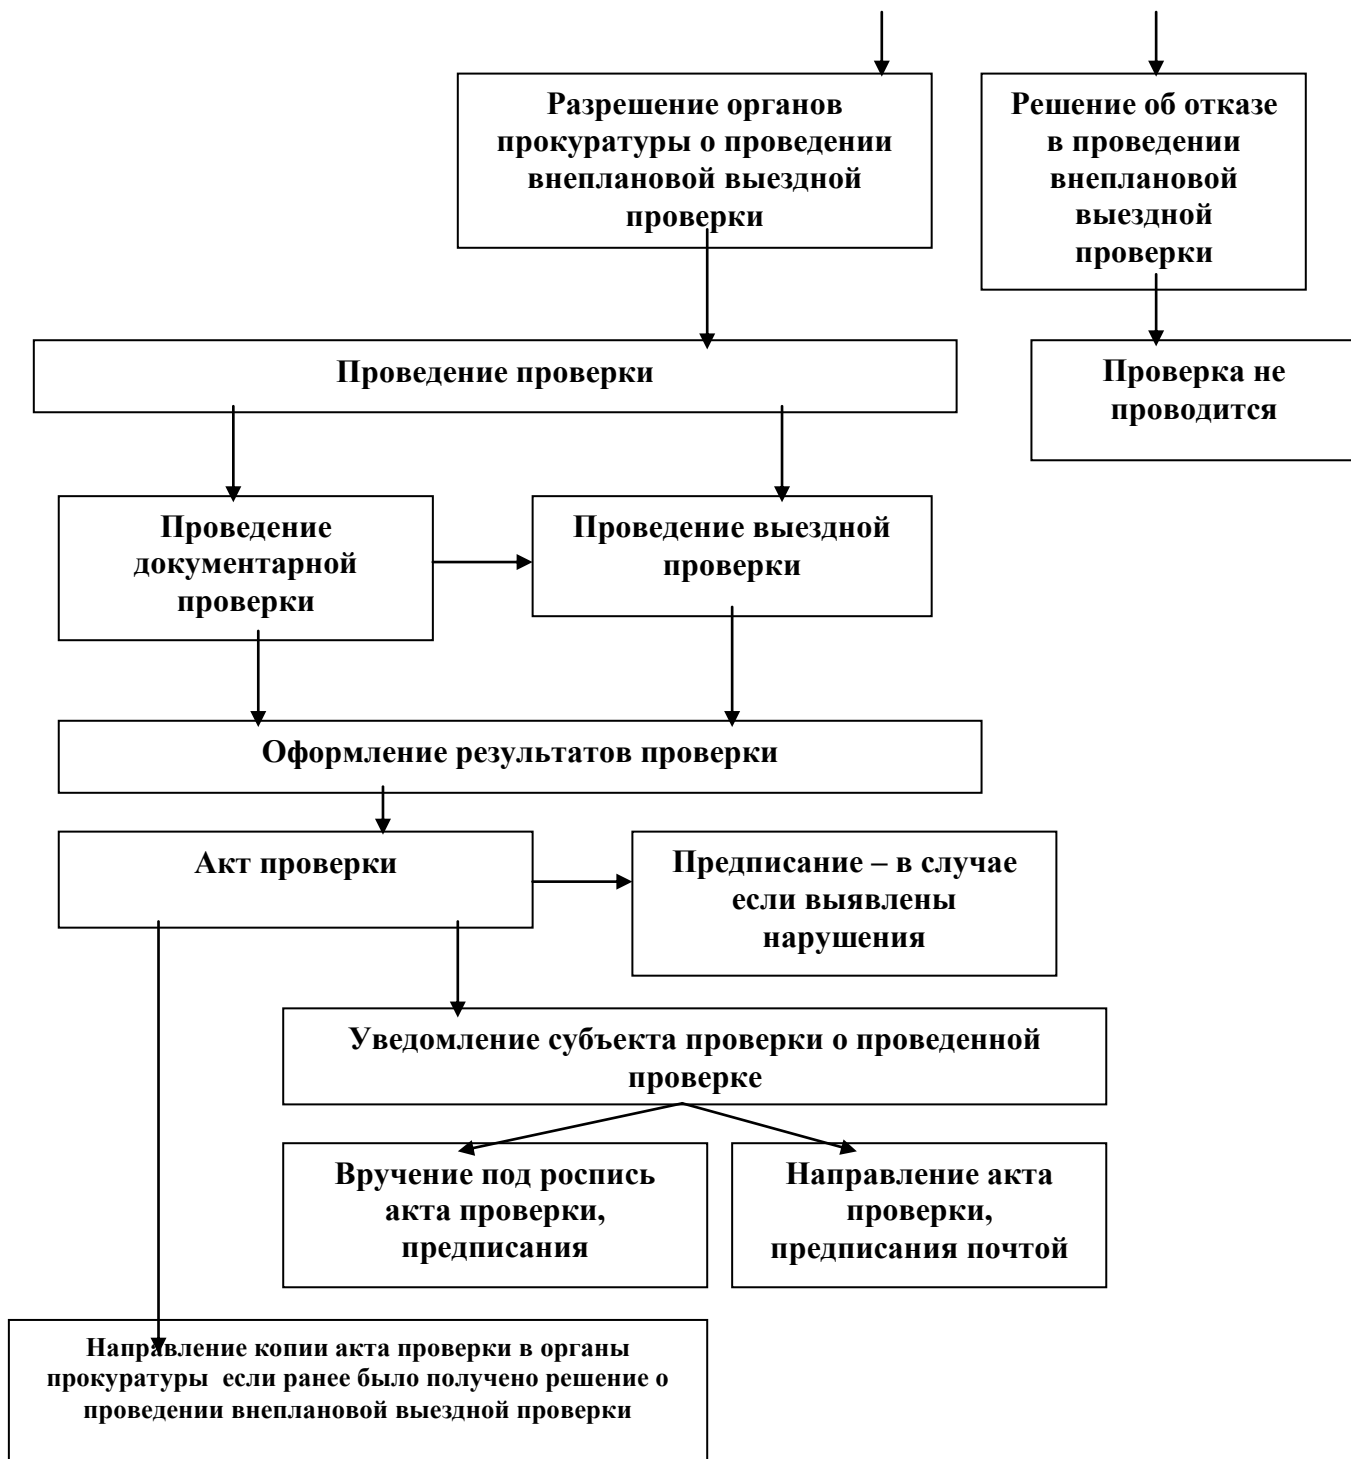 Разрешение органов
прокуратуры о проведении
внеплановой выездной
проверки
Решение об отказе
в проведении
внеплановой
выездной
проверки
Проведение проверки
Проверка не
проводится
Проведение
документарной
проверки
Проведение выездной
проверки
Оформление результатов проверки
Акт проверки
Предписание – в случае
если выявлены
нарушения
Уведомление субъекта проверки о проведенной
проверке
Вручение под роспись
акта проверки,
предписания
Направление акта
проверки,
предписания почтой
Направление копии акта проверки в органы
прокуратуры если ранее было получено решение о
проведении внеплановой выездной проверки